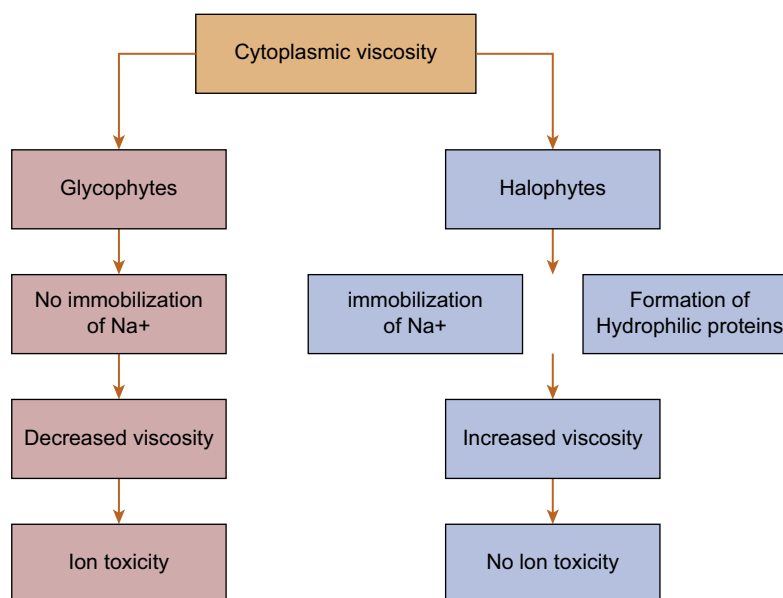 Cytoplasmic viscosity
Glycophytes
Halophytes
No immobilization
of Na+
immobilization
of Na+
Formation of
Hydrophilic proteins
Decreased viscosity
Increased viscosity
Ion toxicity
No Ion toxicity